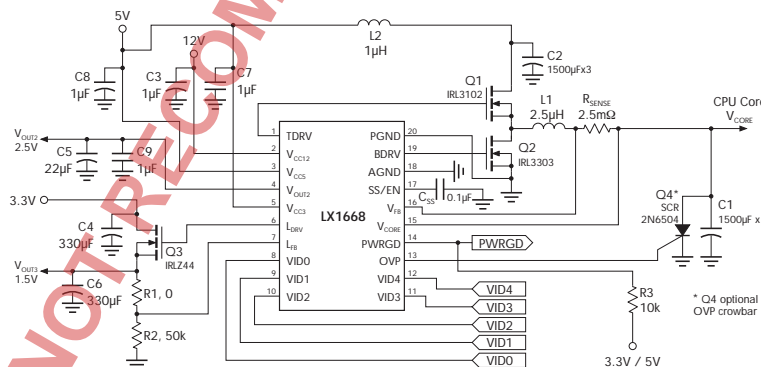 5V
12V
L2
1µH
C2
1500µFx3
C8
1µF
C3
1µF
C7
1µF
Q1
IRL3102
L1
2.5µH
RSENSE
2.5mΩ
CPU Core
VCORE
VOUT2
2.5V
C5
22µF
C9
1µF
1 TDRV
2 VCC12
3 VCC5
4 VOUT2
5 VCC3
6 LDRV
7 LFB
8 VID0
9 VID1
10 VID2
LX1668
PGND 20
BDRV 19
AGND 18
SS/EN 17
VFB 16
VCORE 15
PWRGD 14
OVP 13
VID4 12
VID3 11
Q2
IRL3303
CSS
0.1µF
3.3V
C4
330µF
Q3
IRLZ44
VOUT3
1.5V
C6
330µF
R1, 0
R2, 50k
PWRGD
Q4*
SCR
2N6504
C1
1500µF x
VID4
VID3
VID2
VID1
VID0
R3
10k
3.3V / 5V
* Q4 optional
OVP crowbar
NOT RECOM